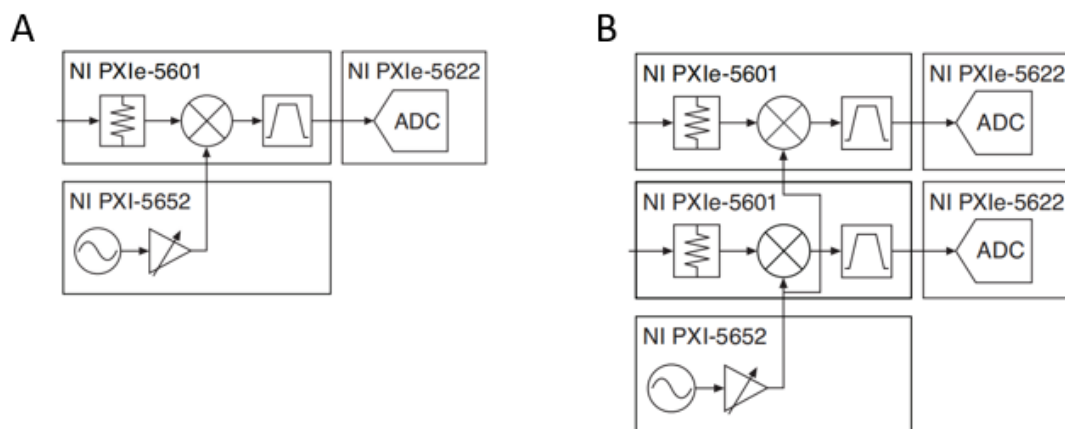 A
NI PXIe-5601
NI PXIe-5622
ADC
NI PXI-5652
B
NI PXIe-5601
NI PXIe-5622
ADC
NI PXIe-5601
NI PXIe-5622
ADC
NI PXI-5652